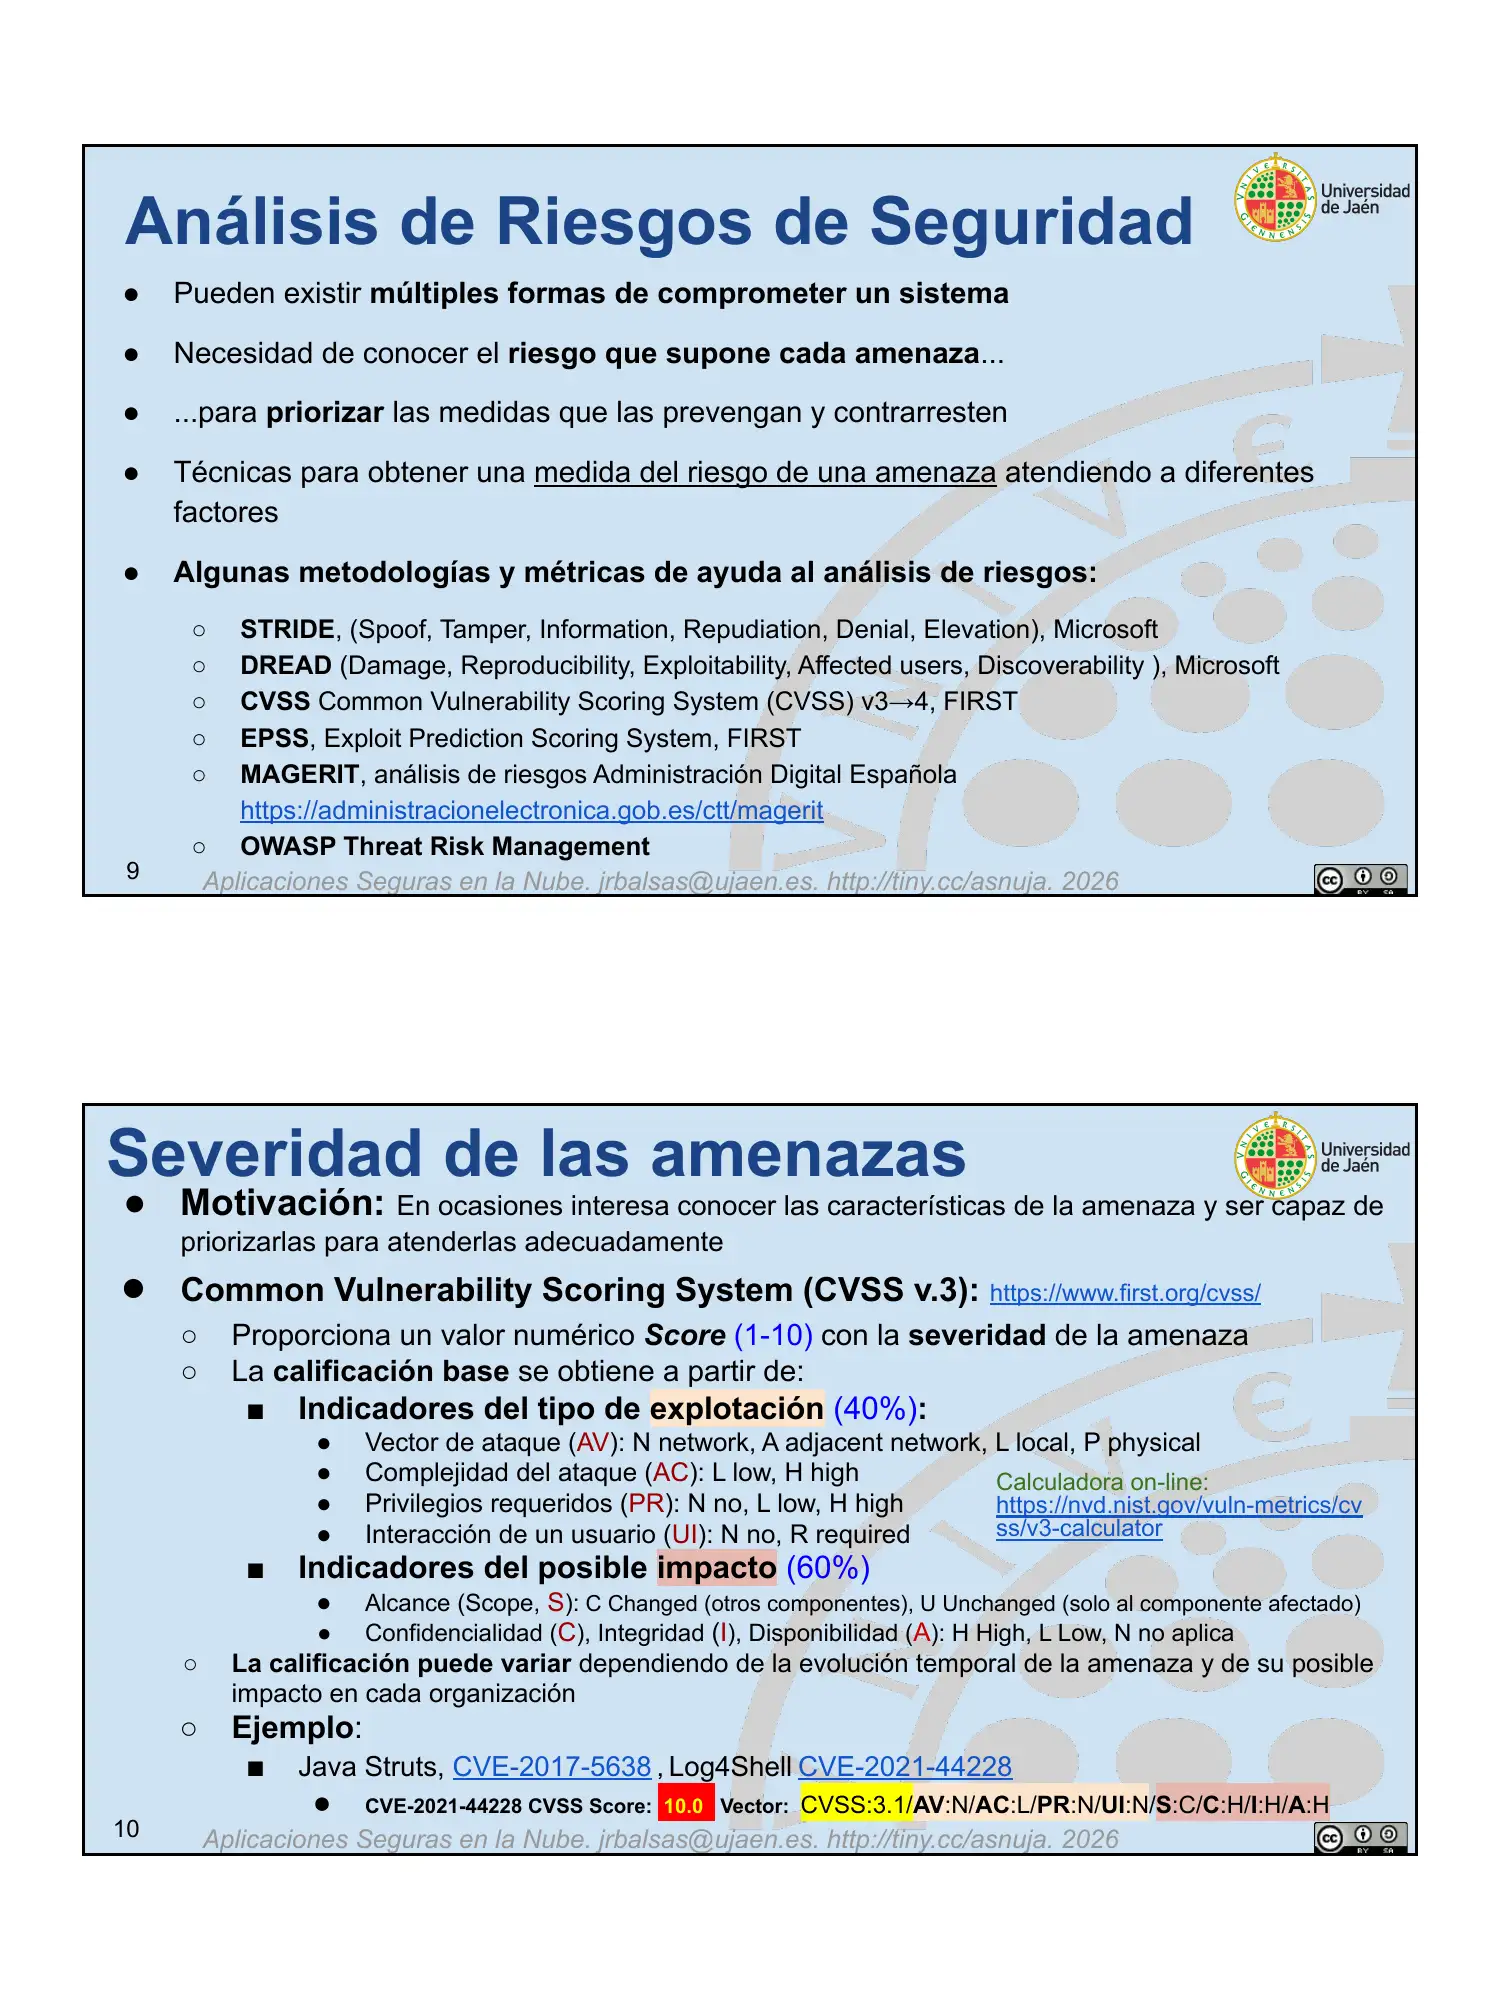 Análisis de Riesgos de Seguridad
Universidad
de Jaén
● Pueden existir múltiples formas de comprometer un sistema
● Necesidad de conocer el riesgo que supone cada amenaza...
● ...para priorizar las medidas que las prevengan y contrarresten
● Técnicas para obtener una medida del riesgo de una amenaza atendiendo a diferentes
factores
● Algunas metodologías y métricas de ayuda al análisis de riesgos:
○ STRIDE, (Spoof, Tamper, Information, Repudiation, Denial, Elevation), Microsoft
○ DREAD (Damage, Reproducibility, Exploitability, Affected users, Discoverability ), Microsoft
○ CVSS Common Vulnerability Scoring System (CVSS) v3→4, FIRST
○ EPSS, Exploit Prediction Scoring System, FIRST
○ MAGERIT, análisis de riesgos Administración Digital Española
https://administracionelectronica.gob.es/ctt/magerit
○ OWASP Threat Risk Management
9
Aplicaciones Seguras en la Nube. jrbalsas@ujaen.es. http://tiny.cc/asnuja. 2026
cc BY SA
Severidad de las amenazas
Universidad
de Jaén
● Motivación: En ocasiones interesa conocer las características de la amenaza y ser capaz de
priorizarlas para atenderlas adecuadamente
● Common Vulnerability Scoring System (CVSS v.3): https://www.first.org/cvss/
○ Proporciona un valor numérico Score (1-10) con la severidad de la amenaza
○ La calificación base se obtiene a partir de:
■ Indicadores del tipo de explotación (40%):
● Vector de ataque (AV): N network, A adjacent network, L local, P physical
● Complejidad del ataque (AC): L low, H high
● Privilegios requeridos (PR): N no, L low, H high
● Interacción de un usuario (UI): N no, R required
Calculadora on-line:
https://nvd.nist.gov/vuln-metrics/cv
ss/v3-calculator
■ Indicadores del posible impacto (60%)
● Alcance (Scope, S): C Changed (otros componentes), U Unchanged (solo al componente afectado)
● Confidencialidad (C), Integridad (I), Disponibilidad (A): H High, L Low, N no aplica
○ La calificación puede variar dependiendo de la evolución temporal de la amenaza y de su posible
impacto en cada organización
○ Ejemplo:
■ Java Struts, CVE-2017-5638 , Log4Shell CVE-2021-44228
● CVE-2021-44228 CVSS Score: 10.0 Vector: CVSS:3.1/AV:N/AC:L/PR:N/UI:N/S:C/C:H/I:H/A:H
10
Aplicaciones Seguras en la Nube. jrbalsas@ujaen.es. http://tiny.cc/asnuja. 2026
cc BY SA